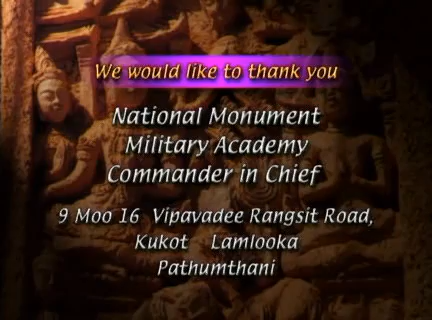 We would like to thank you
National Monument
Military Academy
Commander in Chief
9 Moo 16 Vipavadee Rangsit Road,
Kukot Lamlooka
Pathumthani